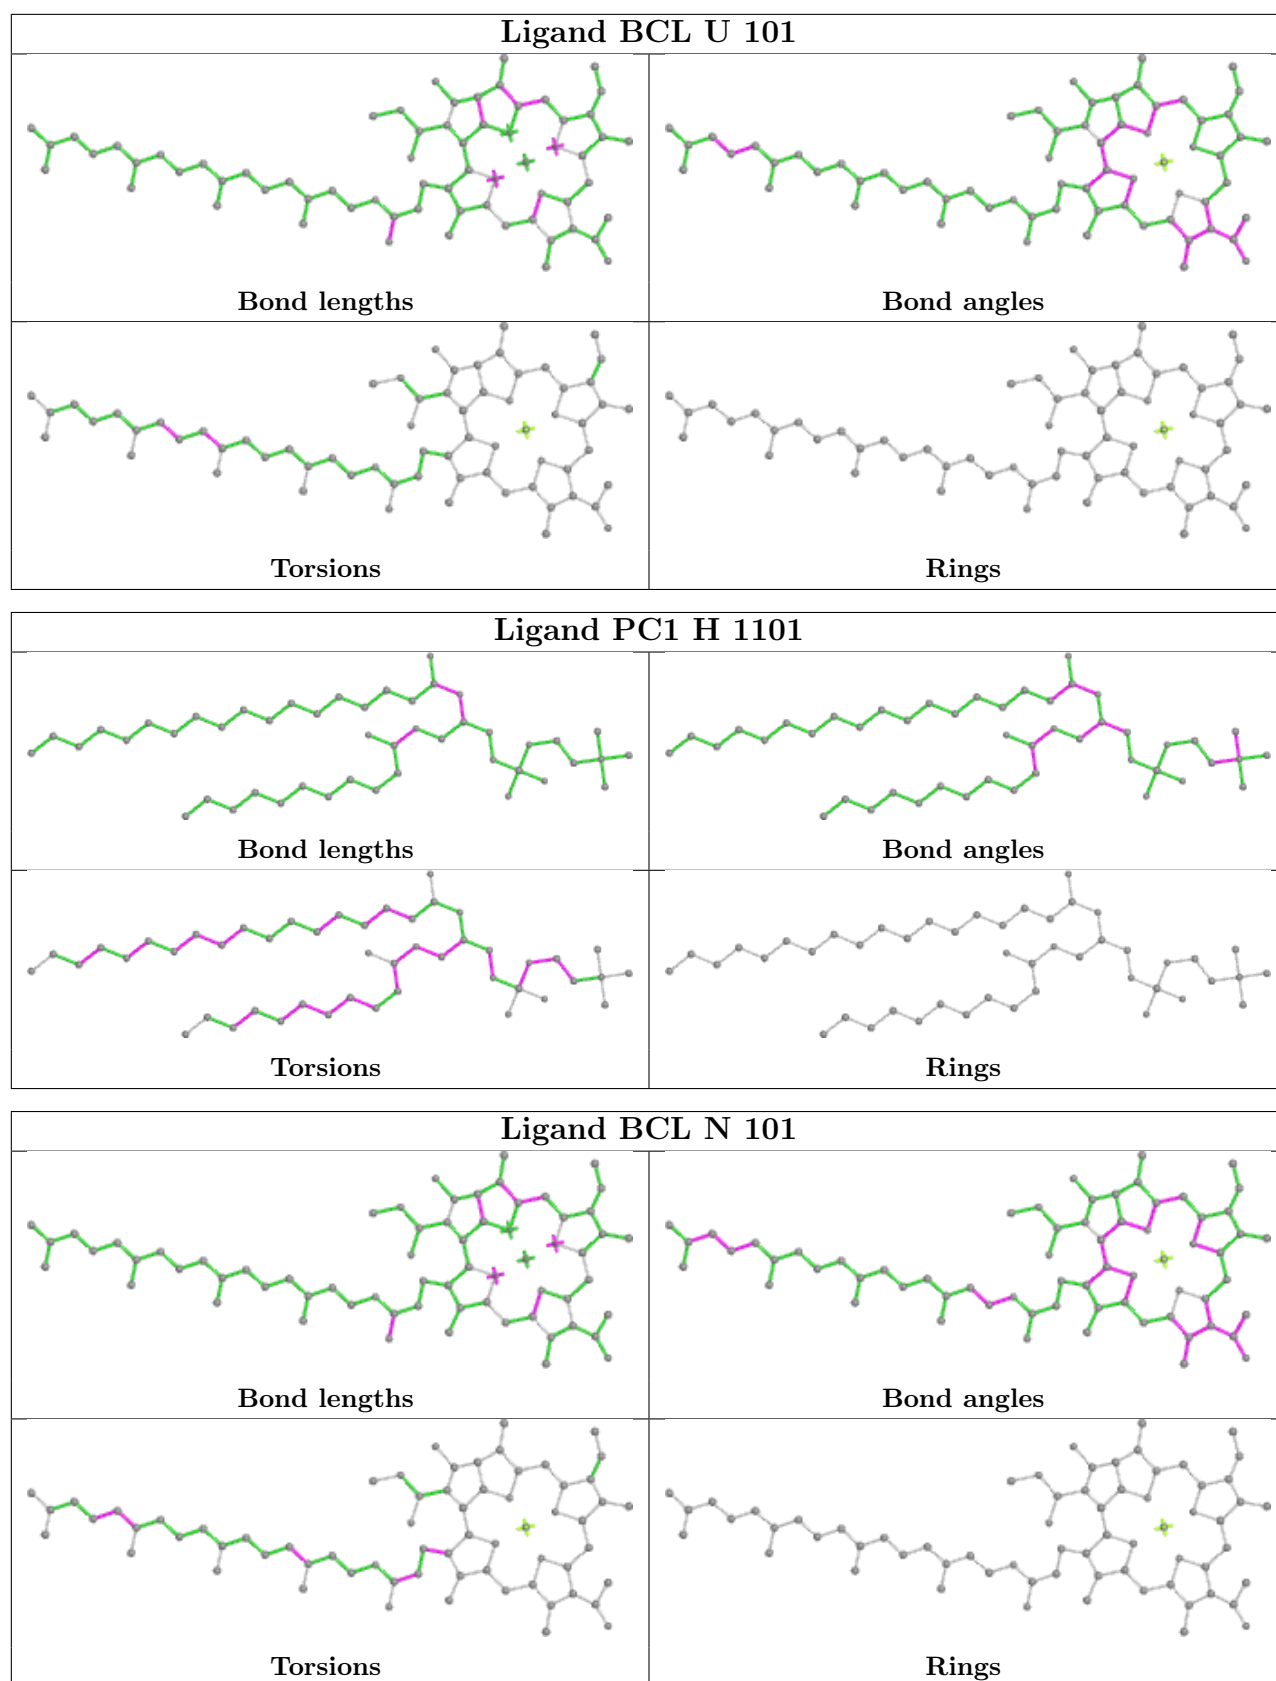 Ligand BCL U 101
Bond lengths
Bond angles
Torsions
Rings
Ligand PC1 H 1101
Bond lengths
Bond angles
Torsions
Rings
Ligand BCL N 101
Bond lengths
Bond angles
Torsions
Rings